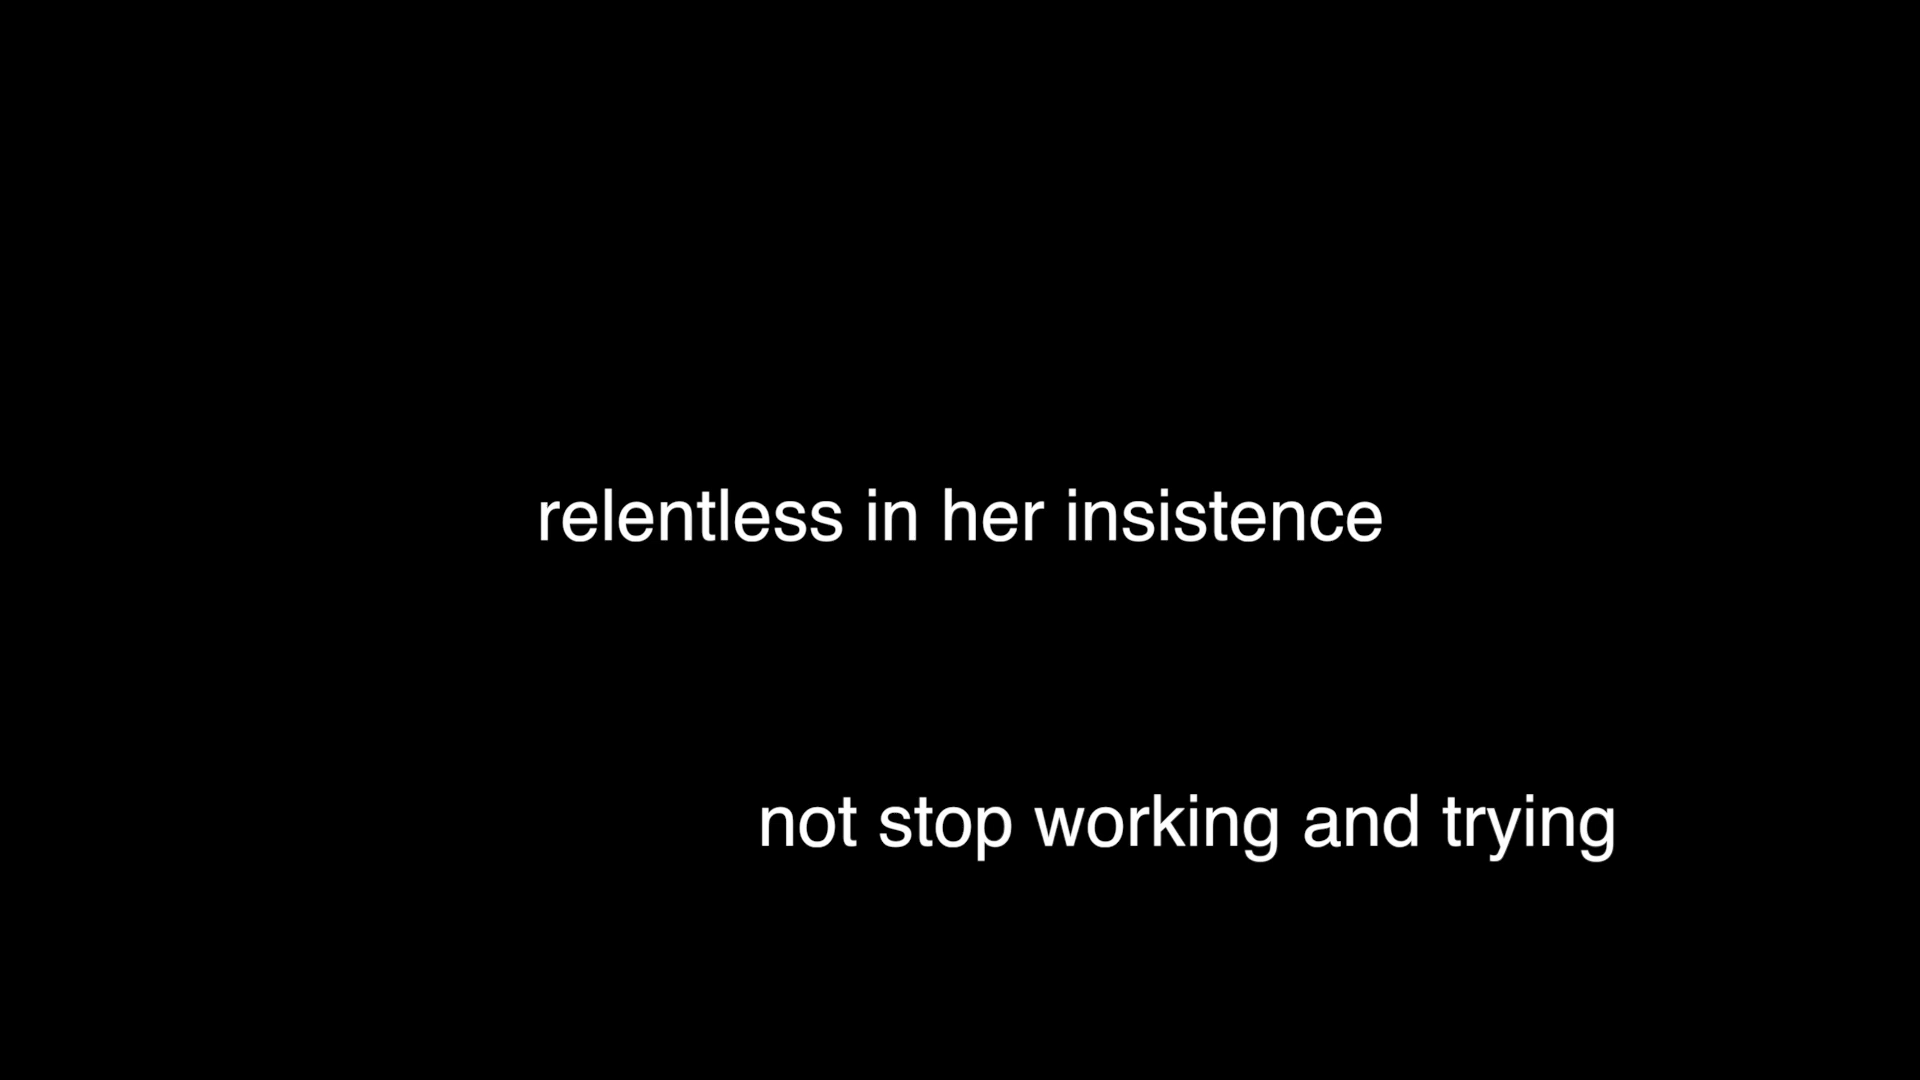 relentless in her insistence
not stop working and trying